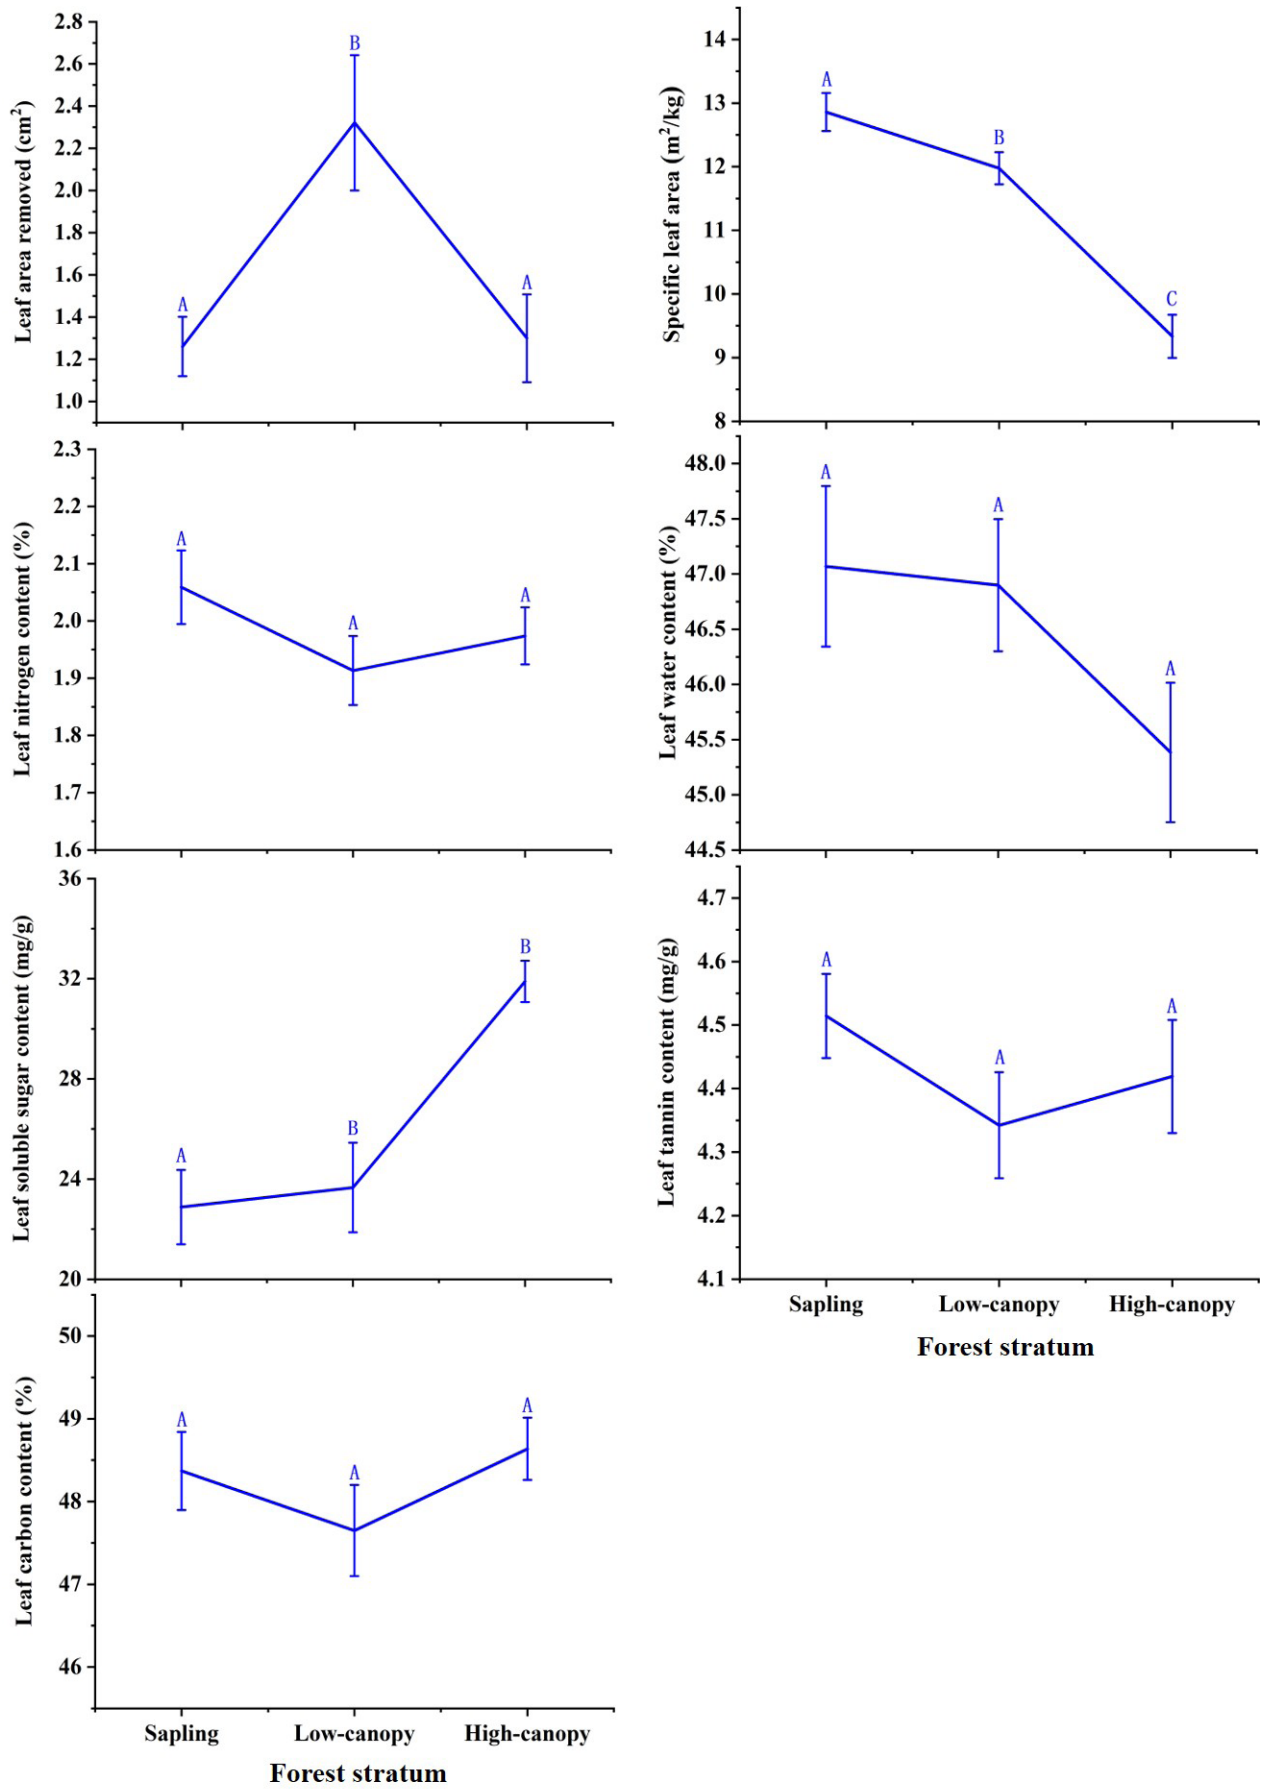 Leaf area removed (cm²)
2.8
2.6
2.4
2.2
2.0
1.8
1.6
1.4
1.2
1.0
A
B
A
Specific leaf area (m²/kg)
14
13
12
11
10
9
8
A
B
C
Leaf nitrogen content (%)
2.3
2.2
2.1
2.0
1.9
1.8
1.7
1.6
A
A
A
Leaf water content (%)
48.0
47.5
47.0
46.5
46.0
45.5
45.0
44.5
A
A
A
Leaf soluble sugar content (mg/g)
36
32
28
24
20
A
B
B
Leaf tannin content (mg/g)
4.7
4.6
4.5
4.4
4.3
4.2
4.1
A
A
A
Sapling Low-canopy High-canopy
Forest stratum
Leaf carbon content (%)
50
49
48
47
46
A
A
A
Sapling Low-canopy High-canopy
Forest stratum